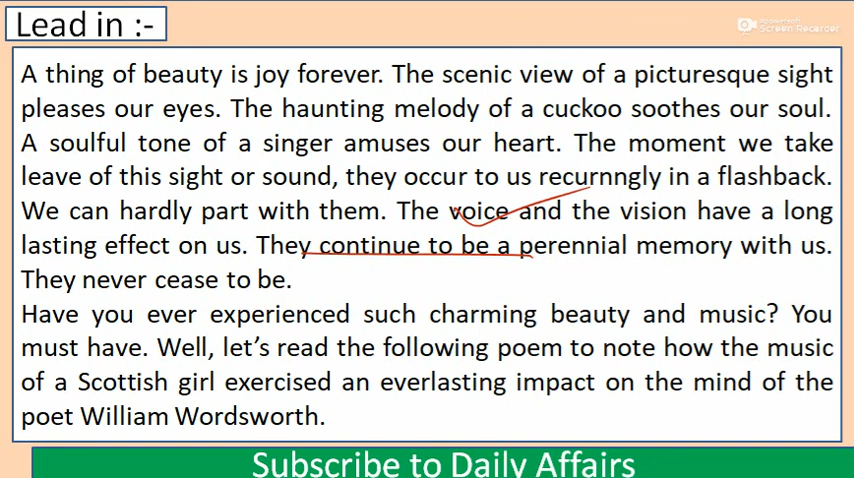 Lead in :-
Apowersoft
Screen Recorder
A thing of beauty is joy forever. The scenic view of a picturesque sight
pleases our eyes. The haunting melody of a cuckoo soothes our soul.
A soulful tone of a singer amuses our heart. The moment we take
leave of this sight or sound, they occur to us recurnngly in a flashback.
We can hardly part with them. The voice and the vision have a long
lasting effect on us. They continue to be a perennial memory with us.
They never cease to be.
Have you ever experienced such charming beauty and music? You
must have. Well, let’s read the following poem to note how the music
of a Scottish girl exercised an everlasting impact on the mind of the
poet William Wordsworth.
Subscribe to Daily Affairs